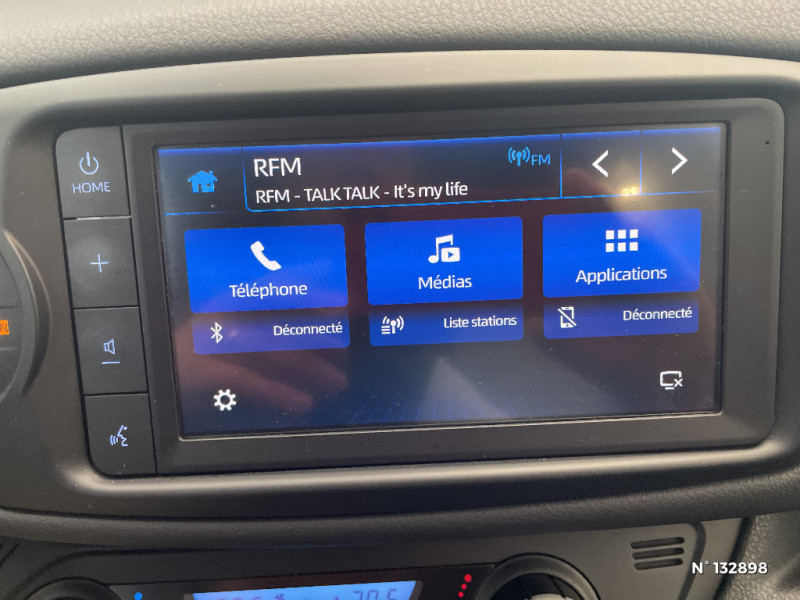 HOME
RFM
FM
RFM - TALK TALK - It's my life
Téléphone
Médias
Applications
Déconnecté
Liste stations
Déconnecté
N°132898